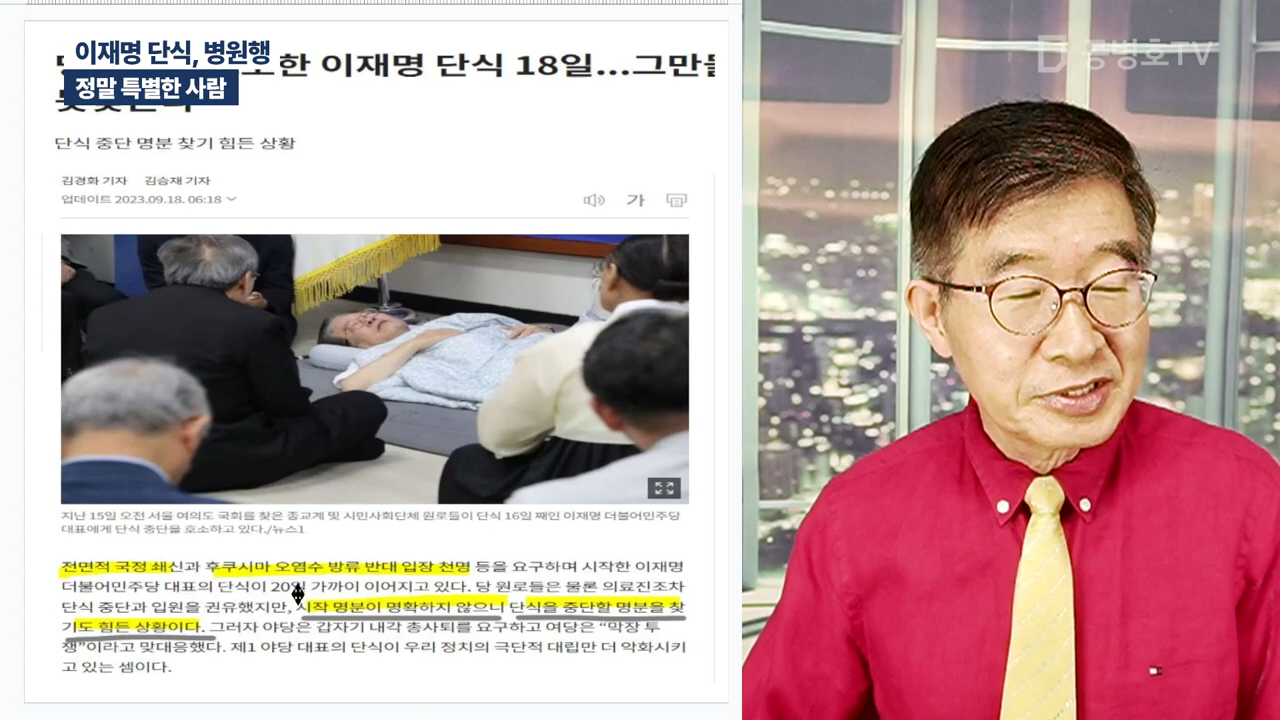 이재명 단식, 병원행
정말 특별한 사람
한 이재명 단식 18일...그만
단식 중단 명분 찾기 힘든 상황
김경화 기자 김승재 기자
업데이트 2023.09.18. 06:18
가
지난 15일 오전 서울 여의도 국회를 찾은 종교계 및 시민사회단체 원로들이 단식 16일 째인 이재명 더불어민주당
대표에게 단식 중단을 호소하고 있다./뉴스1
전면적 국정 쇄신과 후쿠시마 오염수 방류 반대 입장 천명 등을 요구하며 시작한 이재명
더불어민주당 대표의 단식이 20일 가까이 이어지고 있다. 당 원로들은 물론 의료진조차
단식 중단과 입원을 권유했지만, 시작 명분이 명확하지 않으니 단식을 중단할 명분을 찾
기도 힘든 상황이다. 그러자 야당은 갑자기 내각 총사퇴를 요구하고 여당은 “막장 투
쟁”이라고 맞대응했다. 제1 야당 대표의 단식이 우리 정치의 극단적 대립만 더 악화시키
고 있는 셈이다.
공병호TV